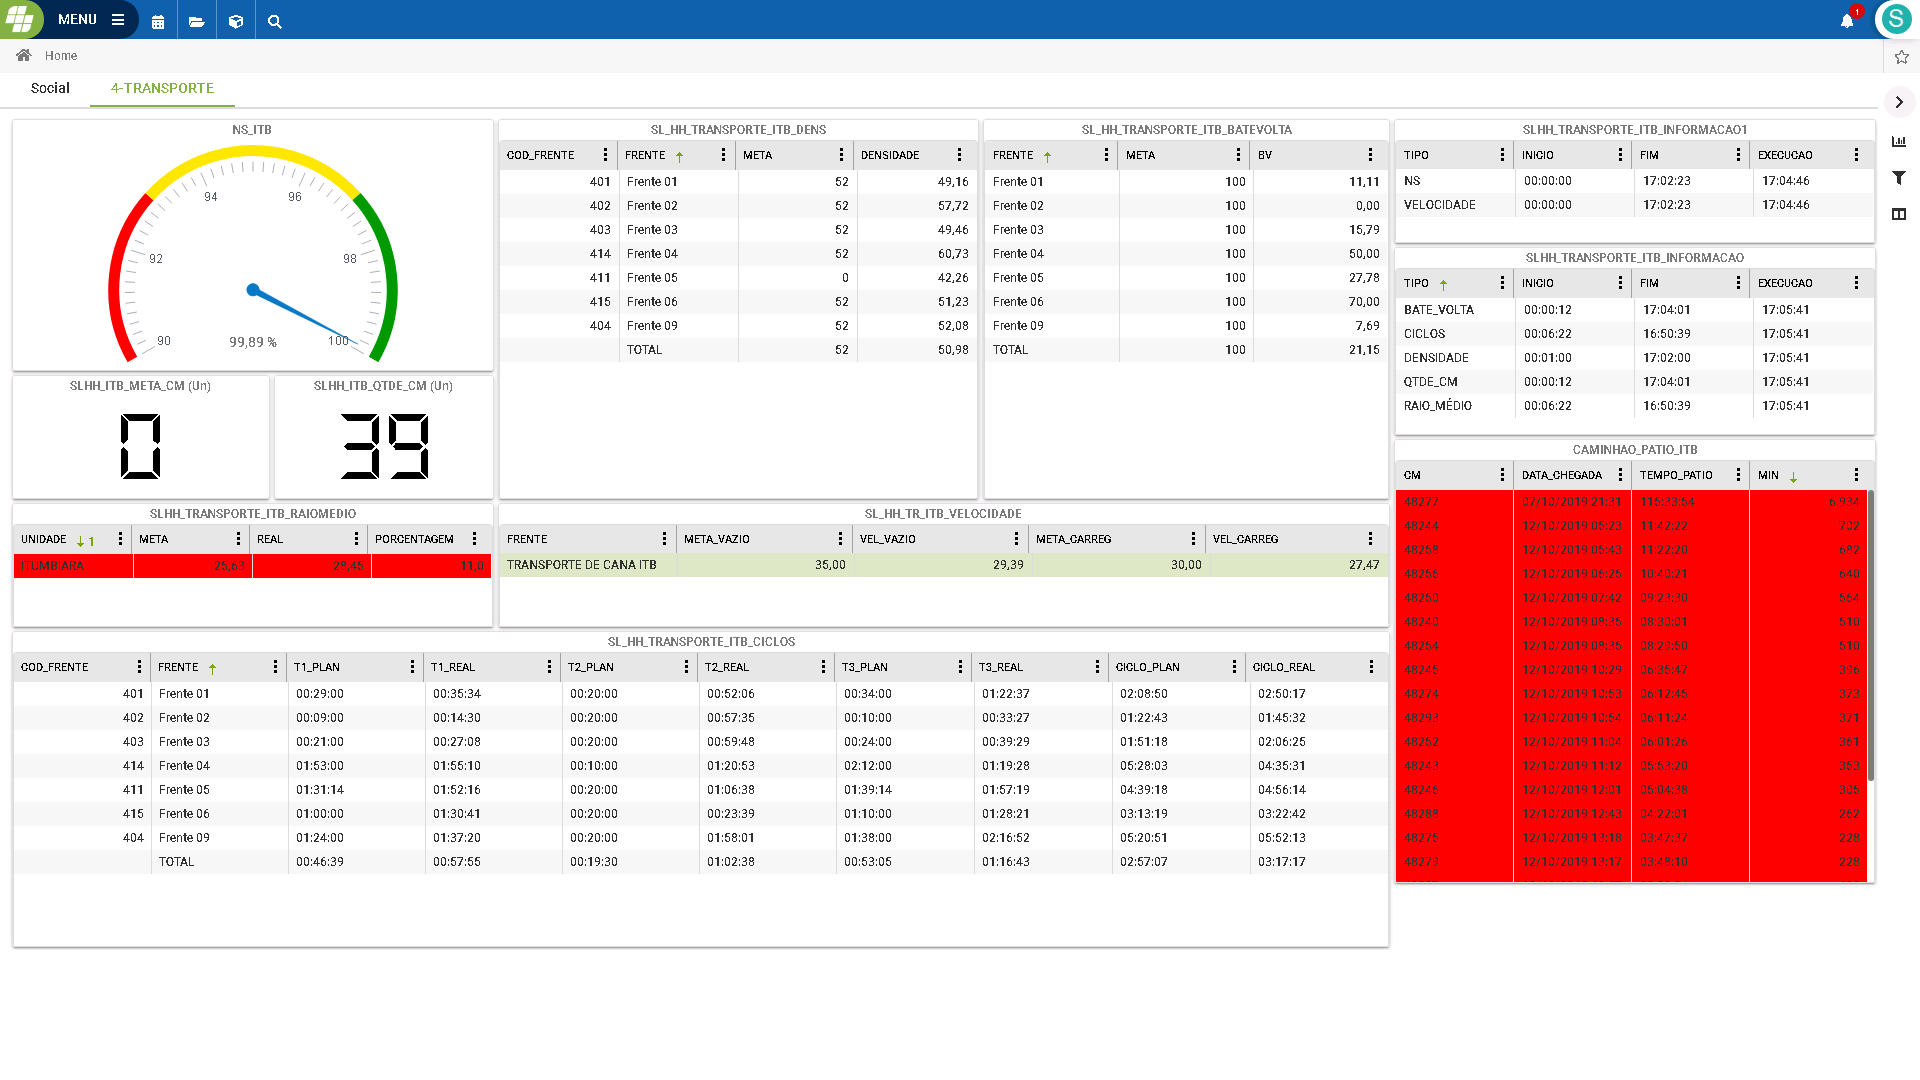 MENU
1
S
Home
Social 4-TRANSPORTE
NS_ITB
90 92 94 96 98 100
99,89 %
SLHH_ITB_META_CM (Un)
0
SLHH_ITB_QTDE_CM (Un)
39
SL_HH_TRANSPORTE_ITB_DENS
COD_FRENTE FRENTE META DENSIDADE
401 Frente 01 52 49,16
402 Frente 02 52 57,72
403 Frente 03 52 49,46
414 Frente 04 52 60,73
411 Frente 05 0 42,26
415 Frente 06 52 51,23
404 Frente 09 52 52,08
TOTAL 52 50,98
SL_HH_TRANSPORTE_ITB_BATEVOLTA
FRENTE META BV
Frente 01 100 11,11
Frente 02 100 0,00
Frente 03 100 15,79
Frente 04 100 50,00
Frente 05 100 27,78
Frente 06 100 70,00
Frente 09 100 7,69
TOTAL 100 21,15
SLHH_TRANSPORTE_ITB_INFORMACAO1
TIPO INICIO FIM EXECUCAO
NS 00:00:00 17:02:23 17:04:46
VELOCIDADE 00:00:00 17:02:23 17:04:46
SLHH_TRANSPORTE_ITB_INFORMACAO
TIPO INICIO FIM EXECUCAO
BATE_VOLTA 00:00:12 17:04:01 17:05:41
CICLOS 00:06:22 16:50:39 17:05:41
DENSIDADE 00:01:00 17:02:00 17:05:41
QTDE_CM 00:00:12 17:04:01 17:05:41
RAIO_MÉDIO 00:06:22 16:50:39 17:05:41
SLHH_TRANSPORTE_ITB_RAIOMEDIO
UNIDADE 1 META REAL PORCENTAGEM
ITUMBIARA 25,63 28,45 11,0
SL_HH_TR_ITB_VELOCIDADE
FRENTE META_VAZIO VEL_VAZIO META_CARREG VEL_CARREG
TRANSPORTE DE CANA ITB 35,00 29,39 30,00 27,47
SL_HH_TRANSPORTE_ITB_CICLOS
COD_FRENTE FRENTE T1_PLAN T1_REAL T2_PLAN T2_REAL T3_PLAN T3_REAL CICLO_PLAN CICLO_REAL
401 Frente 01 00:29:00 00:35:34 00:20:00 00:52:06 00:34:00 01:22:37 02:08:50 02:50:17
402 Frente 02 00:09:00 00:14:30 00:20:00 00:57:35 00:10:00 00:33:27 01:22:43 01:45:32
403 Frente 03 00:21:00 00:27:08 00:20:00 00:59:48 00:24:00 00:39:29 01:51:18 02:06:25
414 Frente 04 01:53:00 01:55:10 00:10:00 01:20:53 02:12:00 01:19:28 05:28:03 04:35:31
411 Frente 05 01:31:14 01:52:16 00:20:00 01:06:38 01:39:14 01:57:19 04:39:18 04:56:14
415 Frente 06 01:00:00 01:30:41 00:20:00 00:23:39 01:10:00 01:28:21 03:13:19 03:22:42
404 Frente 09 01:24:00 01:37:20 00:20:00 01:58:01 01:38:00 02:16:52 05:20:51 05:52:13
TOTAL 00:46:39 00:57:55 00:19:30 01:02:38 00:53:05 01:16:43 02:57:07 03:17:17
CAMINHAO_PATIO_ITB
CM DATA_CHEGADA TEMPO_PATIO MIN
48277 07/10/2019 21:31 115:33:54 6.934
48244 12/10/2019 05:23 11:42:22 702
48258 12/10/2019 05:43 11:22:20 682
48256 12/10/2019 06:25 10:40:21 640
48250 12/10/2019 07:42 09:23:30 564
48240 12/10/2019 08:35 08:30:01 510
48254 12/10/2019 08:35 08:29:50 510
48245 12/10/2019 10:29 06:35:47 396
48274 12/10/2019 10:53 06:12:45 373
48293 12/10/2019 10:54 06:11:24 371
48252 12/10/2019 11:04 06:01:26 361
48243 12/10/2019 11:12 05:53:20 353
48246 12/10/2019 12:01 05:04:38 305
48288 12/10/2019 12:43 04:22:01 262
48275 12/10/2019 13:18 03:47:37 228
48279 12/10/2019 13:17 03:48:10 228